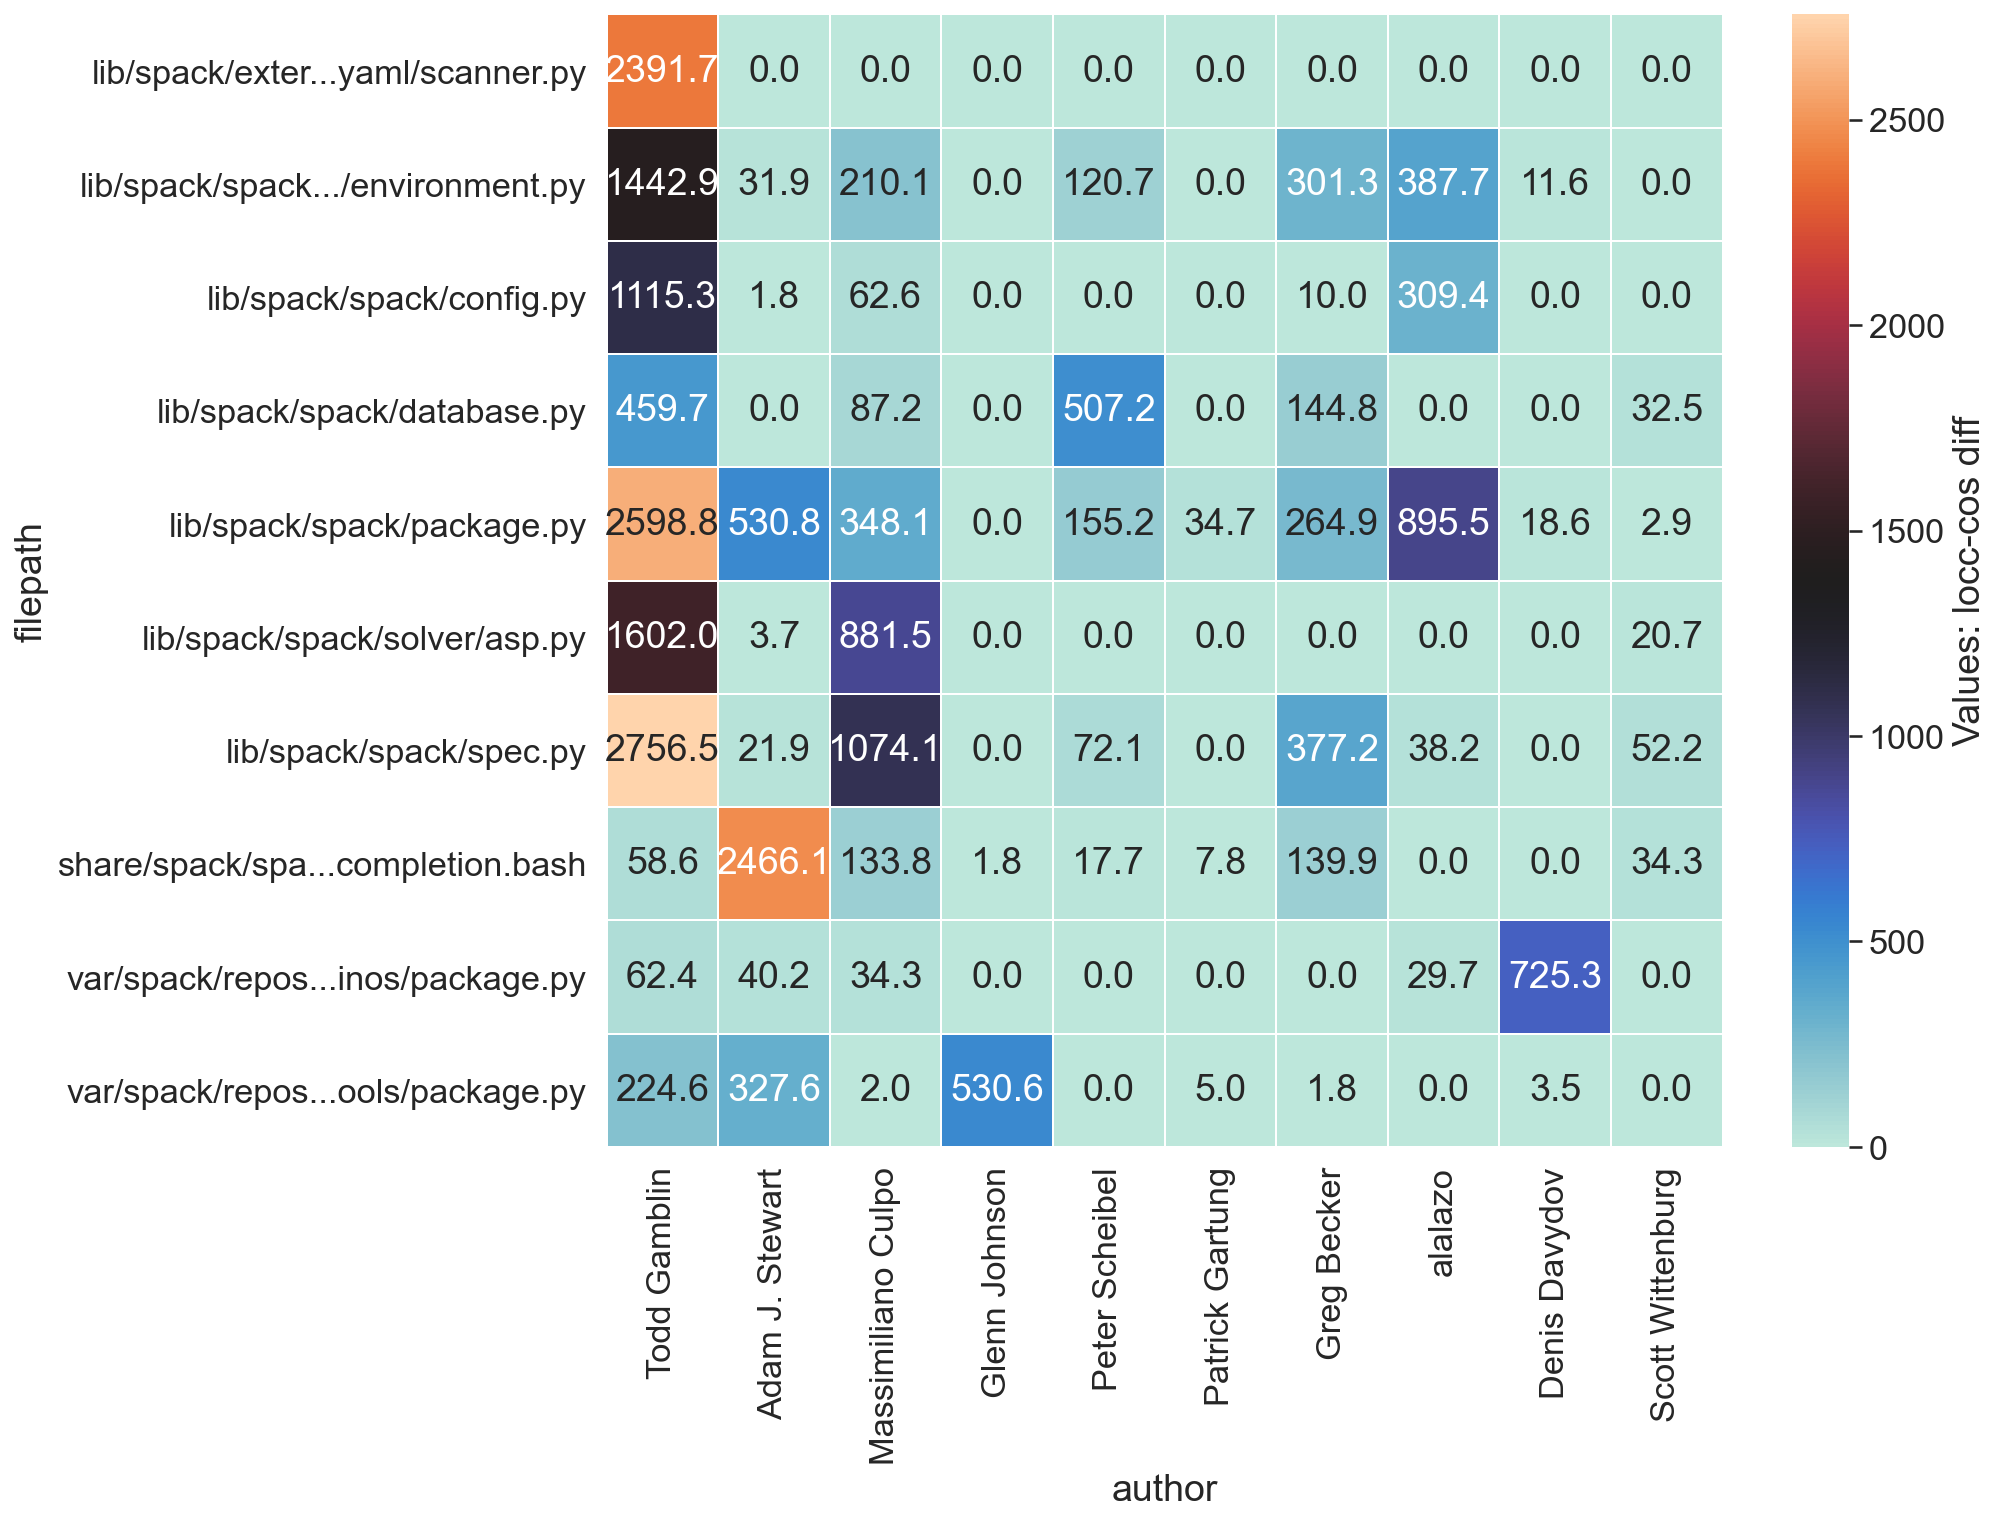 lib/spack/exter...yaml/scanner.py 2391.7 0.0 0.0 0.0 0.0 0.0 0.0 0.0 0.0 0.0
lib/spack/spack.../environment.py 1442.9 31.9 210.1 0.0 120.7 0.0 301.3 387.7 11.6 0.0
lib/spack/spack/config.py 1115.3 1.8 62.6 0.0 0.0 0.0 10.0 309.4 0.0 0.0
lib/spack/spack/database.py 459.7 0.0 87.2 0.0 507.2 0.0 144.8 0.0 0.0 32.5
lib/spack/spack/package.py 2598.8 530.8 348.1 0.0 155.2 34.7 264.9 895.5 18.6 2.9
lib/spack/spack/solver/asp.py 1602.0 3.7 881.5 0.0 0.0 0.0 0.0 0.0 0.0 20.7
lib/spack/spack/spec.py 2756.5 21.9 1074.1 0.0 72.1 0.0 377.2 38.2 0.0 52.2
share/spack/spa...completion.bash 58.6 2466.1 133.8 1.8 17.7 7.8 139.9 0.0 0.0 34.3
var/spack/repos...inos/package.py 62.4 40.2 34.3 0.0 0.0 0.0 0.0 29.7 725.3 0.0
var/spack/repos...ools/package.py 224.6 327.6 2.0 530.6 0.0 5.0 1.8 0.0 3.5 0.0
filepath
Todd Gamblin
Adam J. Stewart
Massimiliano Culpo
Glenn Johnson
Peter Scheibel
Patrick Gartung
Greg Becker
alalazo
Denis Davydov
Scott Wittenburg
author
2500
2000
1500
1000
500
0
Values: locc-cos diff